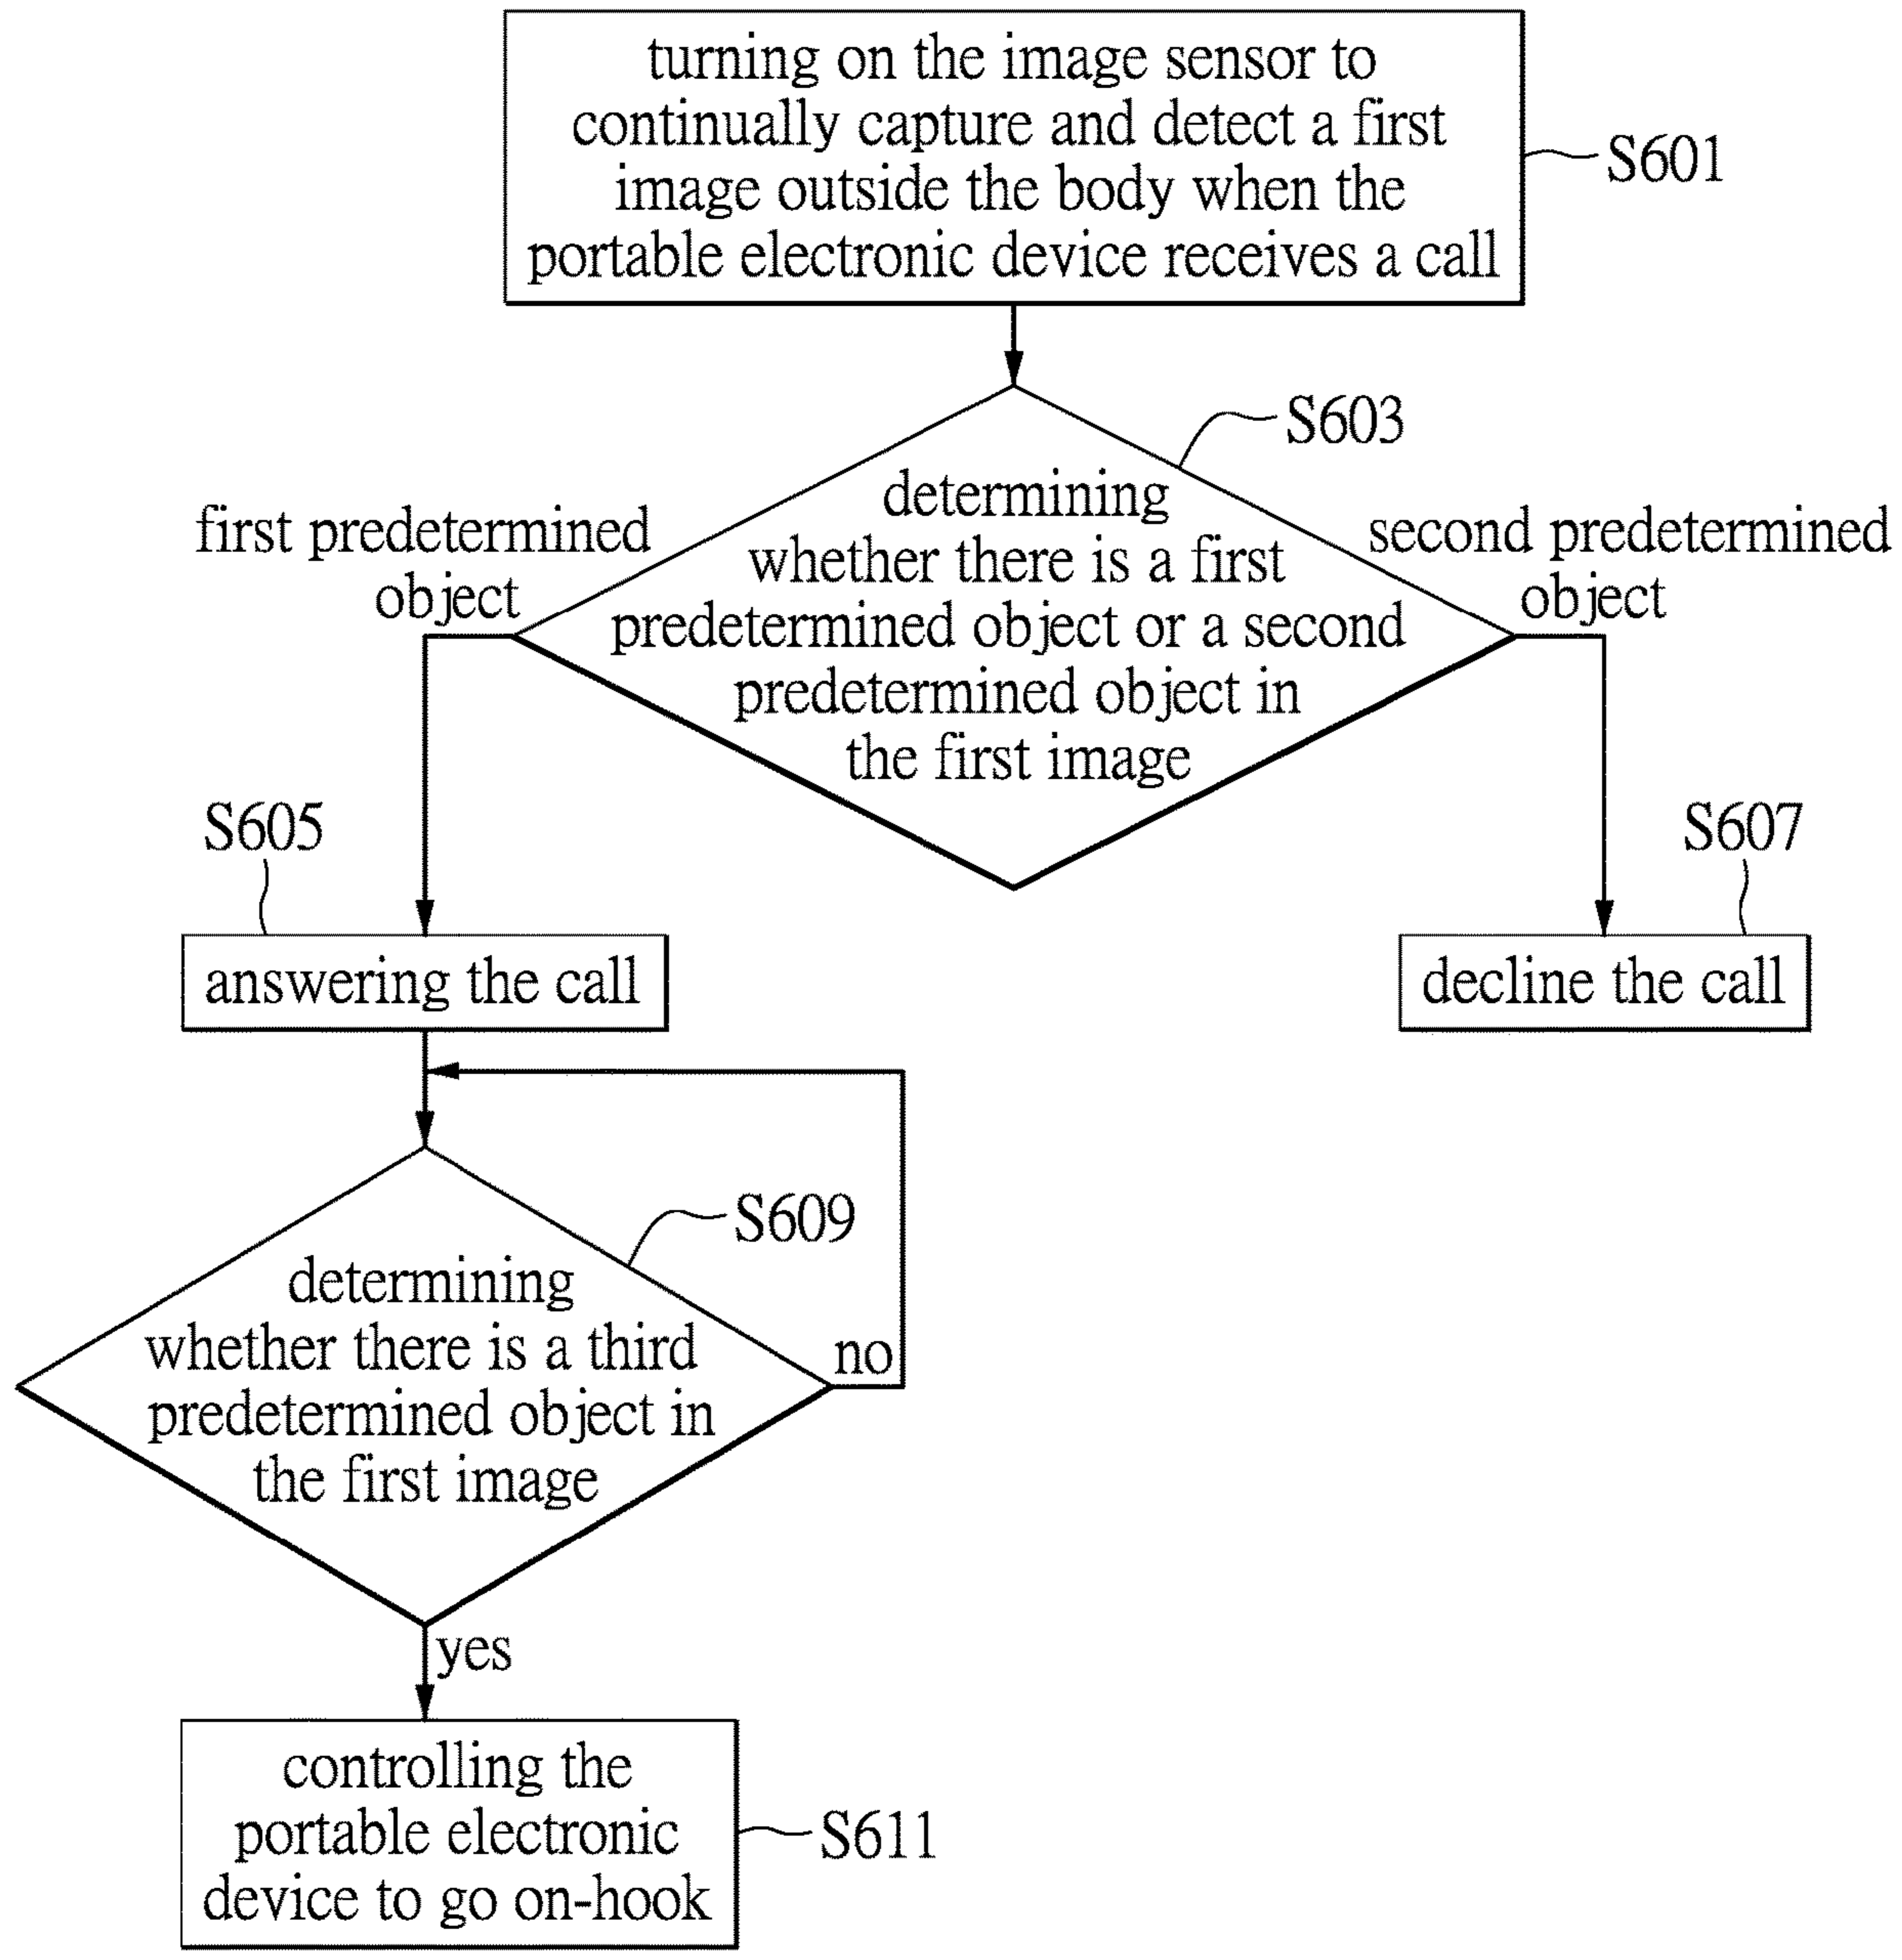 turning on the image sensor to
continually capture and detect a first
image outside the body when the
portable electronic device receives a call
S601
S603
determining
whether there is a first
predetermined object or a second
predetermined object in
the first image
first predetermined
object
second predetermined
object
S605
answering the call
S607
decline the call
S609
determining
whether there is a third
predetermined object in
the first image
no
yes
controlling the
portable electronic
device to go on-hook
S611